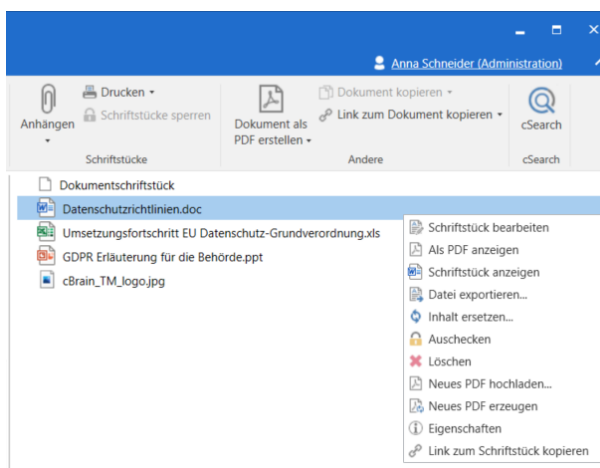 Anna Schneider (Administration)
Anhängen
Drucken
Schriftstücke sperren
Schriftstücke
Dokument als
PDF erstellen
Dokument kopieren
Link zum Dokument kopieren
Andere
cSearch
cSearch
Dokumentschriftstück
Datenschutzrichtlinien.doc
Umsetzungsfortschritt EU Datenschutz-Grundverordnung.xls
GDPR Erläuterung für die Behörde.ppt
cBrain_TM_logo.jpg
Schriftstück bearbeiten
Als PDF anzeigen
Schriftstück anzeigen
Datei exportieren...
Inhalt ersetzen...
Auschecken
Löschen
Neues PDF hochladen...
Neues PDF erzeugen
Eigenschaften
Link zum Schriftstück kopieren